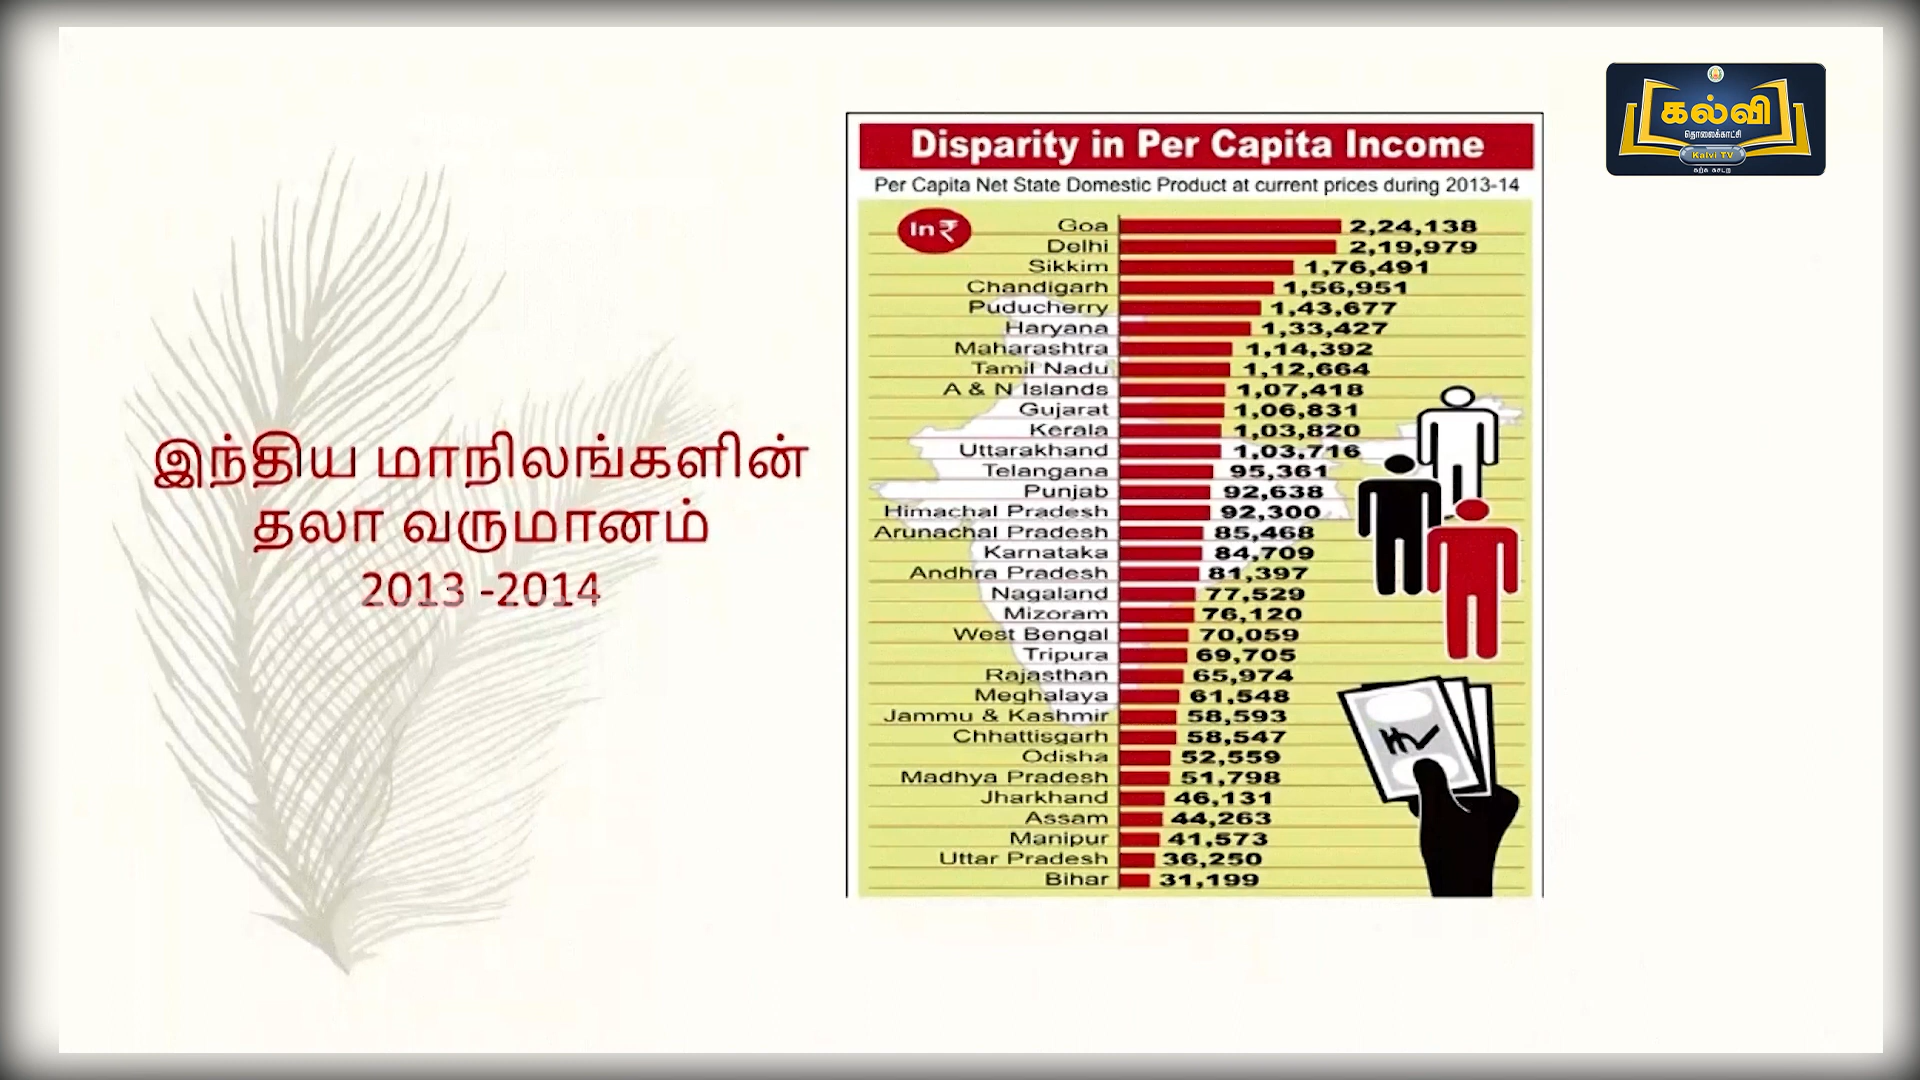 இந்திய மாநிலங்களின்
தலா வருமானம்
2013 -2014
Disparity in Per Capita Income
Per Capita Net State Domestic Product at current prices during 2013-14
In ₹
Goa 2,24,138
Delhi 2,19,979
Sikkim 1,76,491
Chandigarh 1,56,951
Puducherry 1,43,677
Haryana 1,33,427
Maharashtra 1,14,392
Tamil Nadu 1,12,664
A & N Islands 1,07,418
Gujarat 1,06,831
Kerala 1,03,820
Uttarakhand 1,03,716
Telangana 95,361
Punjab 92,638
Himachal Pradesh 92,300
Arunachal Pradesh 85,468
Karnataka 84,709
Andhra Pradesh 81,397
Nagaland 77,529
Mizoram 76,120
West Bengal 70,059
Tripura 69,705
Rajasthan 65,974
Meghalaya 61,548
Jammu & Kashmir 58,593
Chhattisgarh 58,547
Odisha 52,559
Madhya Pradesh 51,798
Jharkhand 46,131
Assam 44,263
Manipur 41,573
Uttar Pradesh 36,250
Bihar 31,199
கல்வி
தொலைக்காட்சி
Kalvi TV
கற்க கசடற